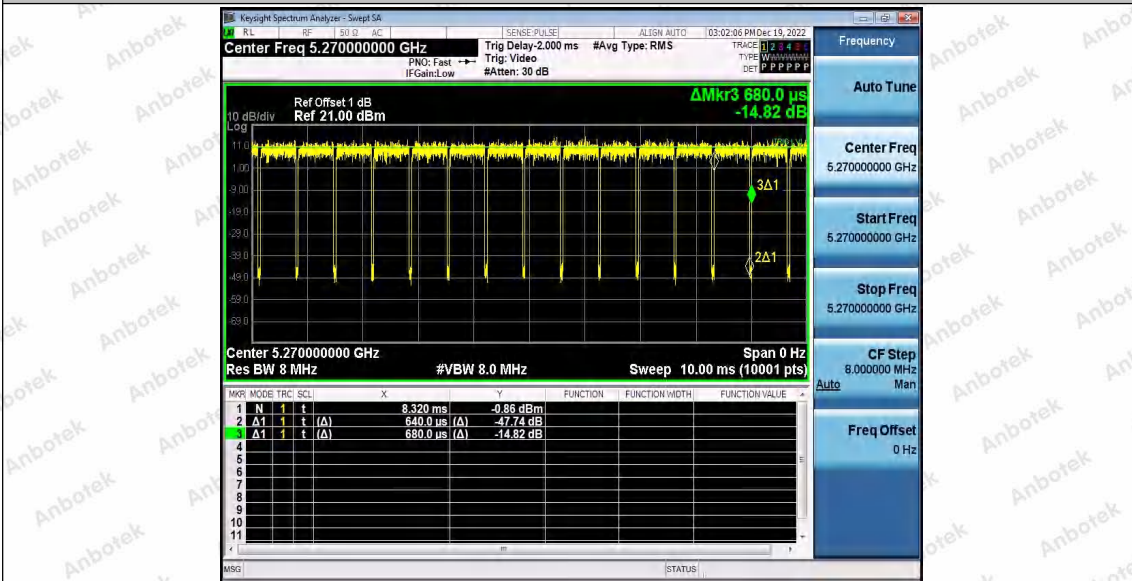 Keysight Spectrum Analyzer - Swept SA
RL RF 50 Ω AC SENSE:PULSE ALIGN AUTO 03:02:06 PM Dec 19, 2022
Center Freq 5.270000000 GHz
PNO: Fast
IFGain:Low
Trig Delay-2.000 ms
Trig: Video
#Atten: 30 dB
#Avg Type: RMS
TRACE 1 2 3 4 5 6
TYPE WWWWWW
DET P P P P P P
ΔMkr3 680.0 µs
-14.82 dB
Ref Offset 1 dB
10 dB/div Ref 21.00 dBm
Log
11.0
1.00
-9.00
-19.0
-29.0
-39.0
-49.0
-59.0
-69.0
3Δ1
2Δ1
Center 5.270000000 GHz Span 0 Hz
Res BW 8 MHz #VBW 8.0 MHz Sweep 10.00 ms (10001 pts)
MKR MODE TRC SCL X Y FUNCTION FUNCTION WIDTH FUNCTION VALUE
1 N 1 t 8.320 ms -0.86 dBm
2 Δ1 1 t (Δ) 640.0 µs (Δ) -47.74 dB
3 Δ1 1 t (Δ) 680.0 µs (Δ) -14.82 dB
4
5
6
7
8
9
10
11
MSG STATUS
Frequency
Auto Tune
Center Freq
5.270000000 GHz
Start Freq
5.270000000 GHz
Stop Freq
5.270000000 GHz
CF Step
8.000000 MHz
Auto Man
Freq Offset
0 Hz
Anbotek